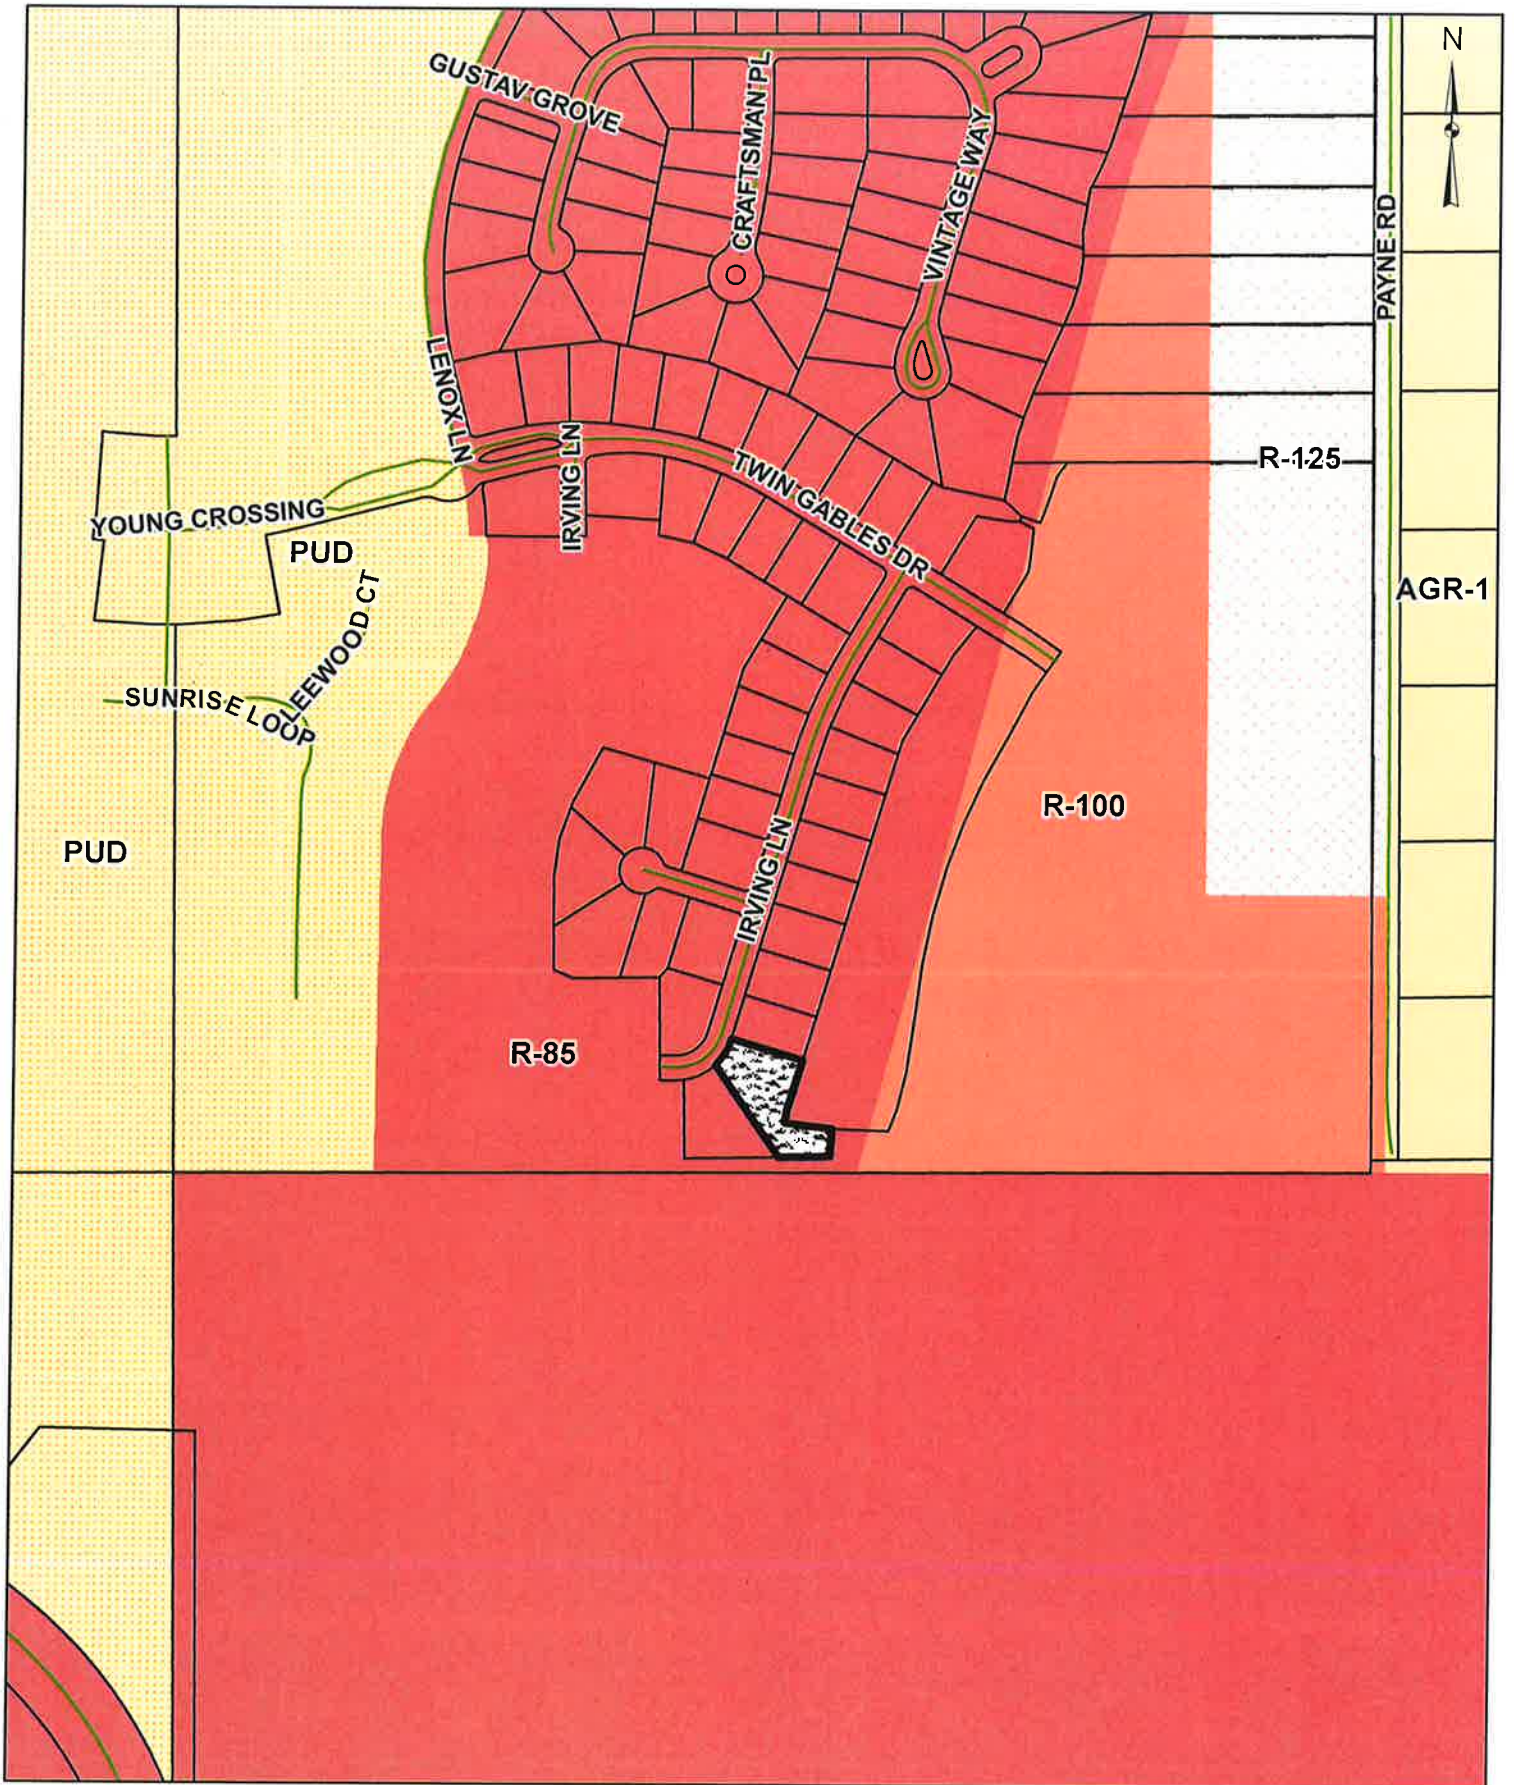 N
GUSTAV GROVE
CRAFTSMAN PL
VINTAGE WAY
PAYNE RD
LENOX LN
IRVING LN
TWIN GABLES DR
R-125
YOUNG CROSSING
PUD
AGR-1
LEEWOOD CT
SUNRISE LOOP
R-100
PUD
IRVING LN
R-85